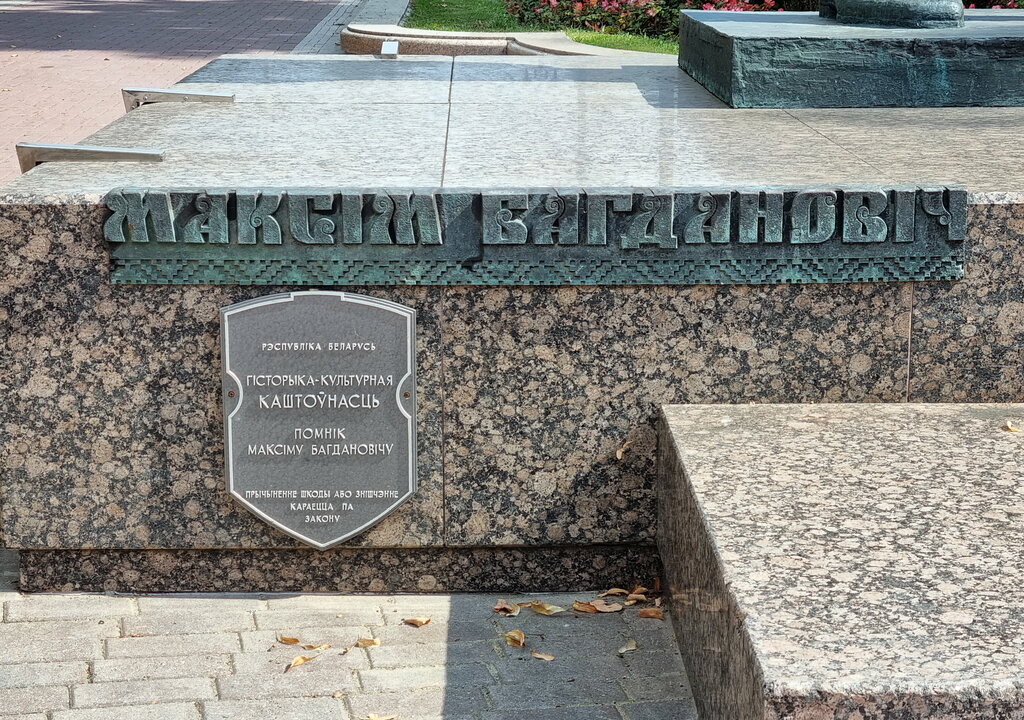 МАКСІМ БАГДАНОВІЧ
РЭСПУБЛІКА БЕЛАРУСЬ
ГІСТОРЫКА-КУЛЬТУРНАЯ
КАШТОЎНАСЦЬ
ПОМНІК
МАКСІМУ БАГДАНОВІЧУ
ПРЫЧЫНЕННЕ ШКОДЫ АБО ЗНІШЧЭННЕ
КАРАЕЦЦА ПА
ЗАКОНУ